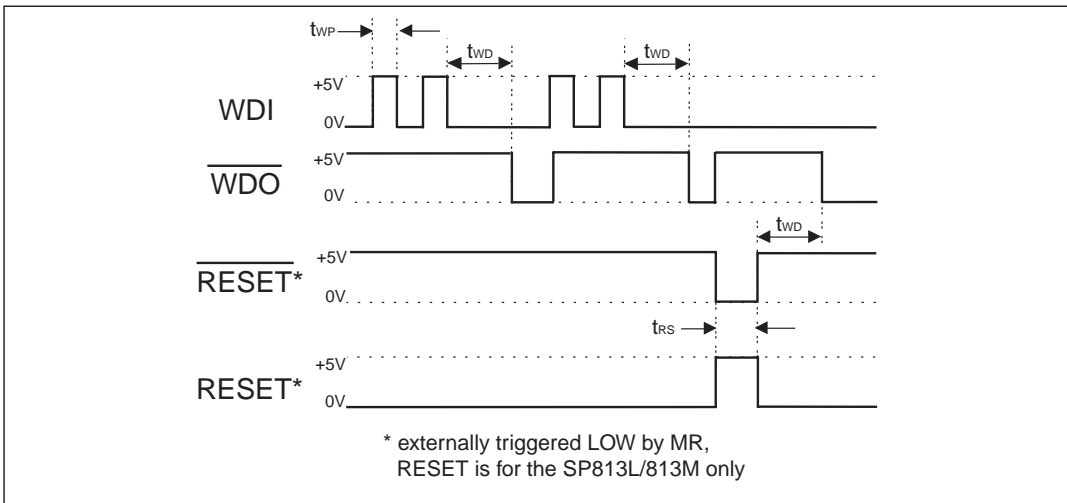 tWP
tWD
tWD
+5V
WDI
0V
+5V
WDO
0V
tWD
+5V
RESET*
0V
tRS
+5V
RESET*
0V
* externally triggered LOW by MR,
RESET is for the SP813L/813M only